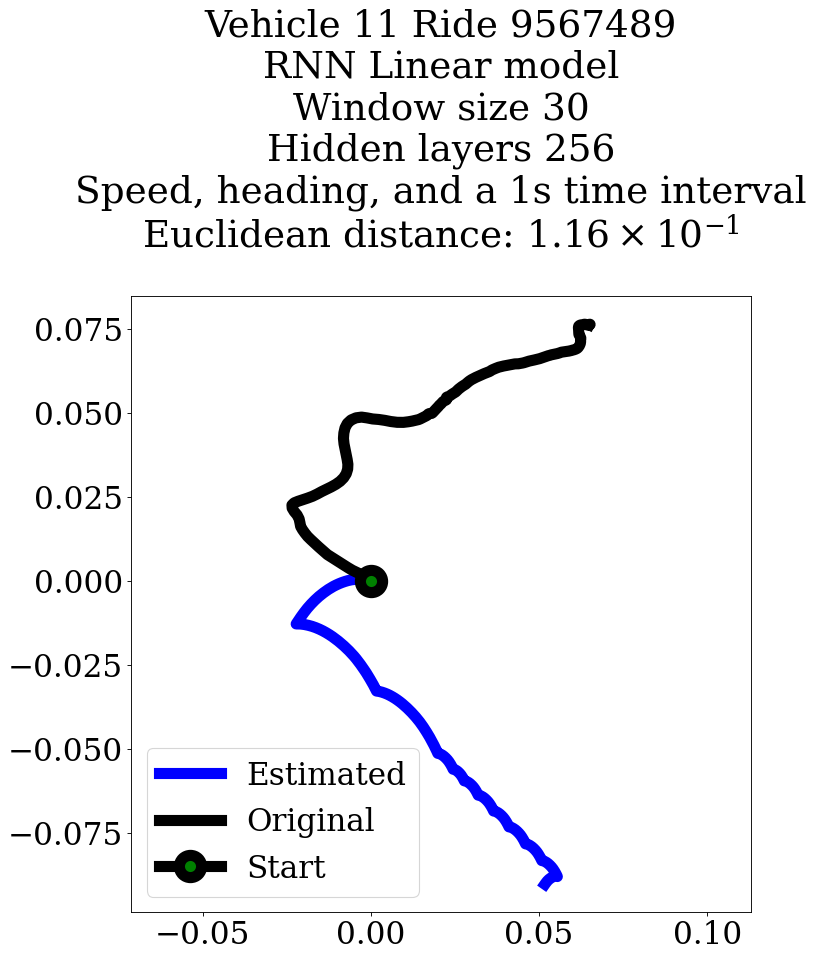 Vehicle 11 Ride 9567489
RNN Linear model
Window size 30
Hidden layers 256
Speed, heading, and a 1s time interval
Euclidean distance: 1.16 × 10⁻¹
0.075
0.050
0.025
0.000
−0.025
−0.050
−0.075
Estimated
Original
Start
−0.05
0.00
0.05
0.10